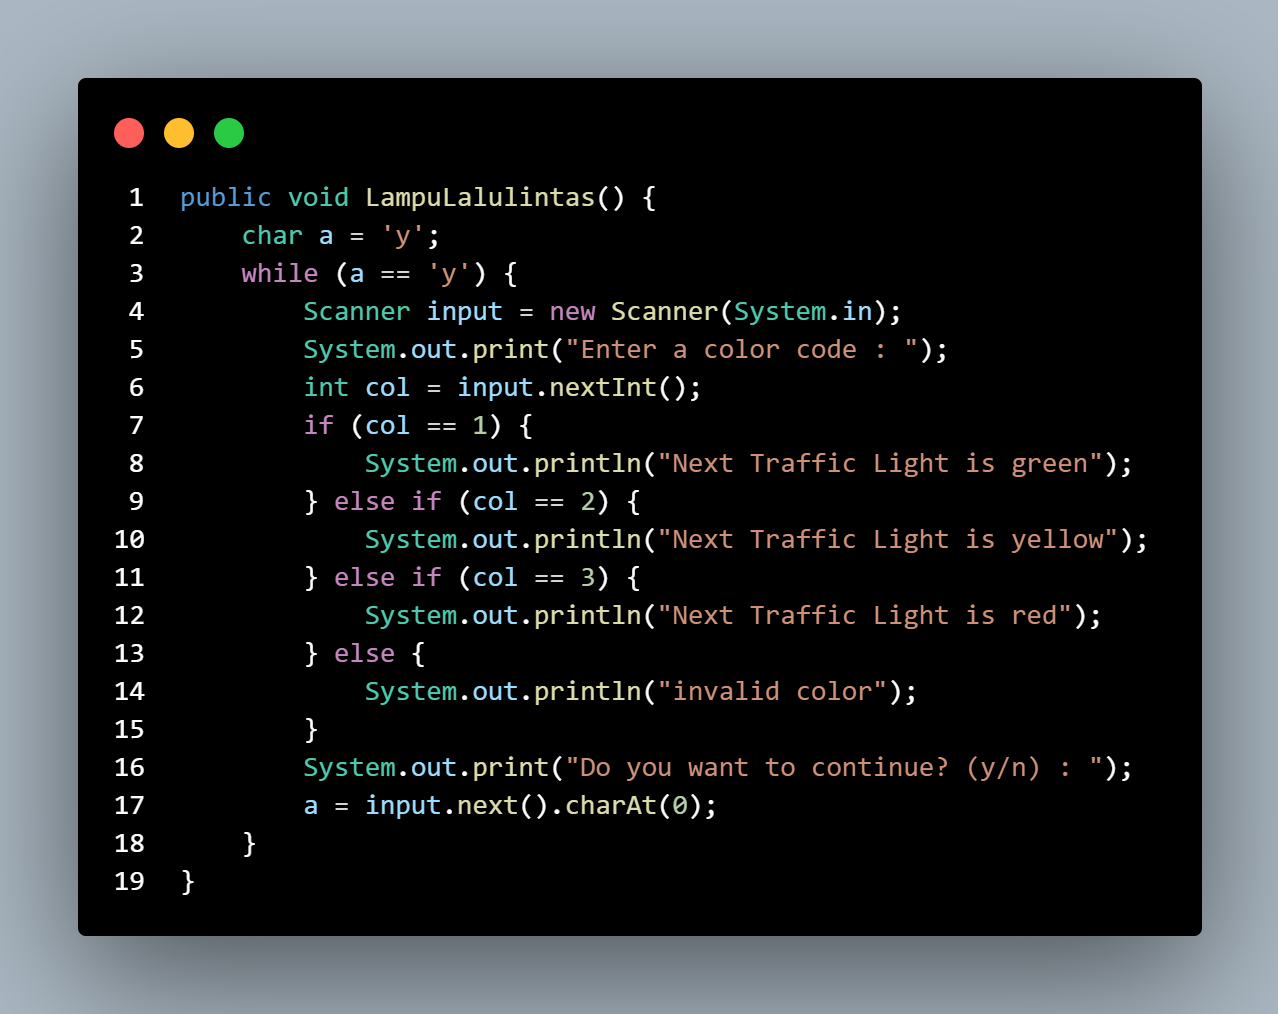 1 public void LampuLalulintas() {
2     char a = 'y';
3     while (a == 'y') {
4         Scanner input = new Scanner(System.in);
5         System.out.print("Enter a color code : ");
6         int col = input.nextInt();
7         if (col == 1) {
8             System.out.println("Next Traffic Light is green");
9         } else if (col == 2) {
10             System.out.println("Next Traffic Light is yellow");
11         } else if (col == 3) {
12             System.out.println("Next Traffic Light is red");
13         } else {
14             System.out.println("invalid color");
15         }
16         System.out.print("Do you want to continue? (y/n) : ");
17         a = input.next().charAt(0);
18     }
19 }